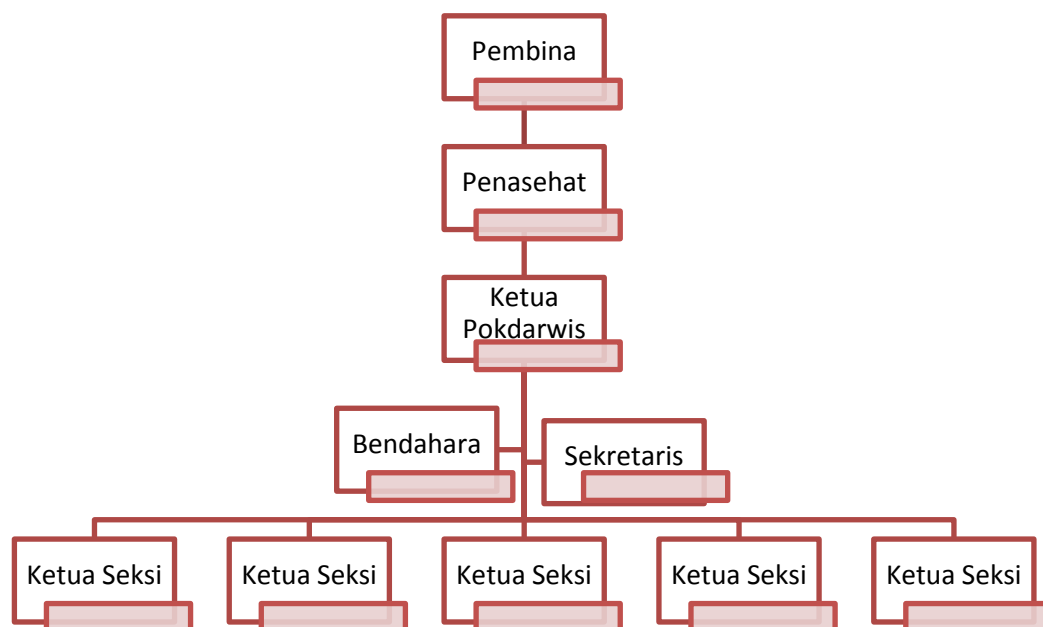 Pembina
Penasehat
Ketua
Pokdarwis
Bendahara
Sekretaris
Ketua Seksi
Ketua Seksi
Ketua Seksi
Ketua Seksi
Ketua Seksi